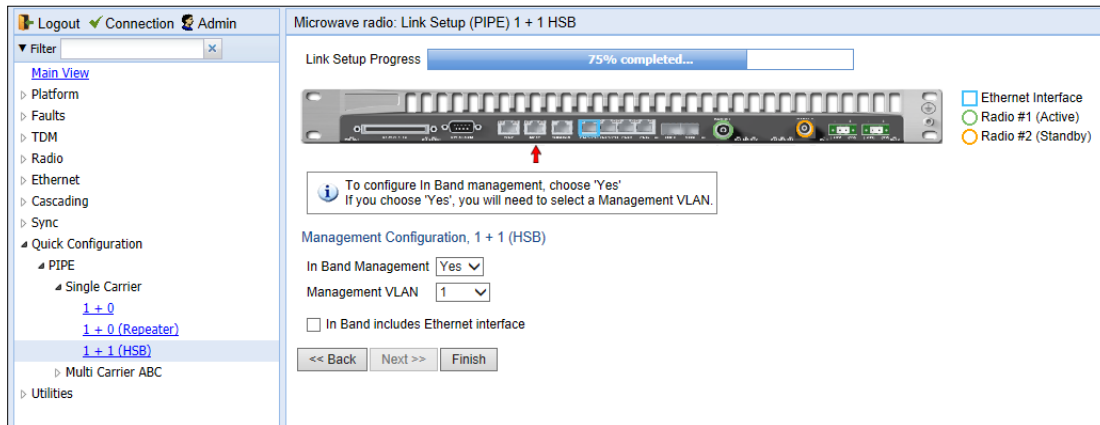 Logout Connection Admin
Filter
Main View
Platform
Faults
TDM
Radio
Ethernet
Cascading
Sync
Quick Configuration
PIPE
Single Carrier
1 + 0
1 + 0 (Repeater)
1 + 1 (HSB)
Multi Carrier ABC
Utilities
Microwave radio: Link Setup (PIPE) 1 + 1 HSB
Link Setup Progress 75% completed...
Ethernet Interface
Radio #1 (Active)
Radio #2 (Standby)
To configure In Band management, choose 'Yes'
If you choose 'Yes', you will need to select a Management VLAN.
Management Configuration, 1 + 1 (HSB)
In Band Management Yes
Management VLAN 1
In Band includes Ethernet interface
<< Back Next >> Finish